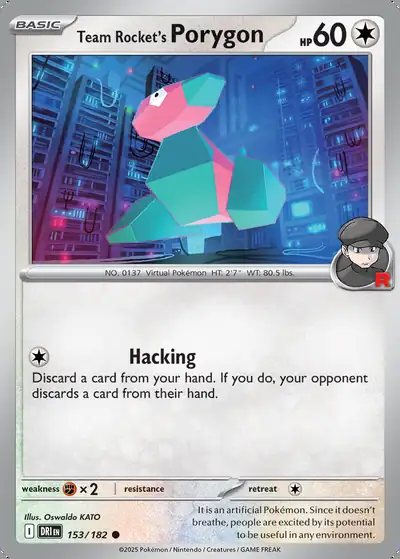 BASIC
Team Rocket's Porygon HP 60
NO. 0137 Virtual Pokémon HT: 2'7" WT: 80.5 lbs.
R
Hacking
Discard a card from your hand. If you do, your opponent
discards a card from their hand.
weakness × 2 resistance retreat
Illus. Oswaldo KATO
I DRI EN 153/182
It is an artificial Pokémon. Since it doesn't
breathe, people are excited by its potential
to be useful in any environment.
©2025 Pokémon / Nintendo / Creatures / GAME FREAK